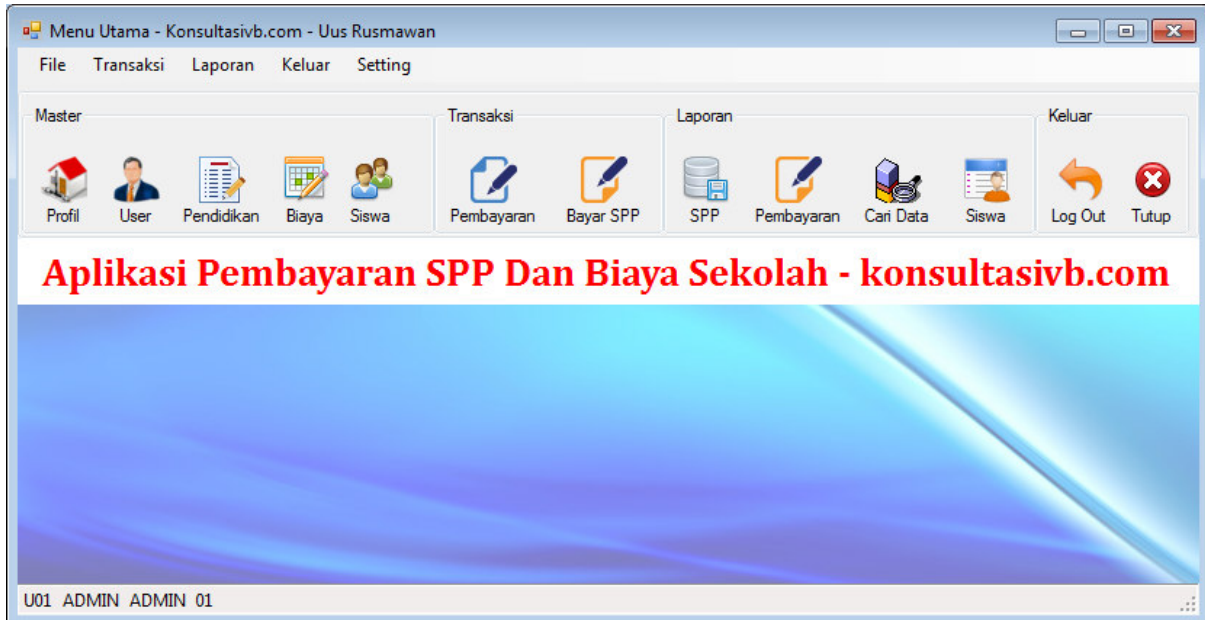 Menu Utama - Konsultasivb.com - Uus Rusmawan
File Transaksi Laporan Keluar Setting
Master Transaksi Laporan Keluar
Profil User Pendidikan Biaya Siswa Pembayaran Bayar SPP SPP Pembayaran Cari Data Siswa Log Out Tutup
Aplikasi Pembayaran SPP Dan Biaya Sekolah - konsultasivb.com
U01 ADMIN ADMIN 01